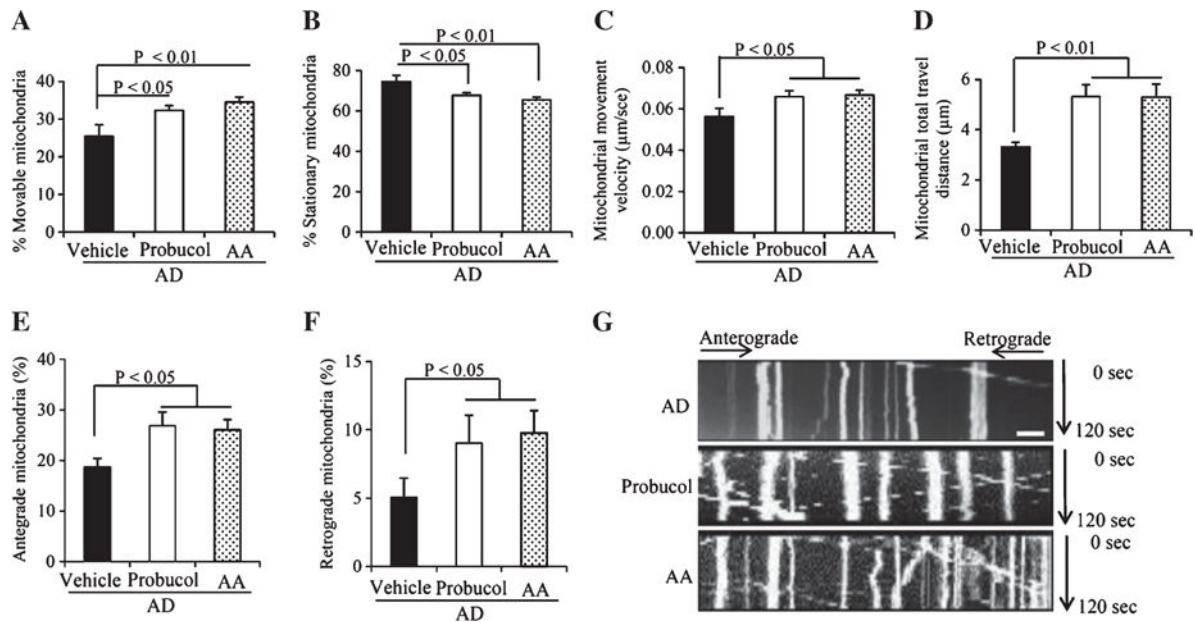 A
P < 0.01
P < 0.05
% Movable mitochondria
40
30
20
10
0
Vehicle Probucol AA
AD
B
P < 0.01
P < 0.05
% Stationary mitochondria
80
60
40
20
0
Vehicle Probucol AA
AD
C
P < 0.05
Mitochondrial movement
velocity (μm/sce)
0.08
0.06
0.04
0.02
0.00
Vehicle Probucol AA
AD
D
P < 0.01
Mitochondrial total travel
distance (μm)
6
4
2
0
Vehicle Probucol AA
AD
E
P < 0.05
Antegrade mitochondria (%)
40
30
20
10
0
Vehicle Probucol AA
AD
F
P < 0.05
Retrograde mitochondria (%)
15
10
5
0
Vehicle Probucol AA
AD
G
Anterograde Retrograde
AD
0 sec
120 sec
Probucol
0 sec
120 sec
AA
0 sec
120 sec